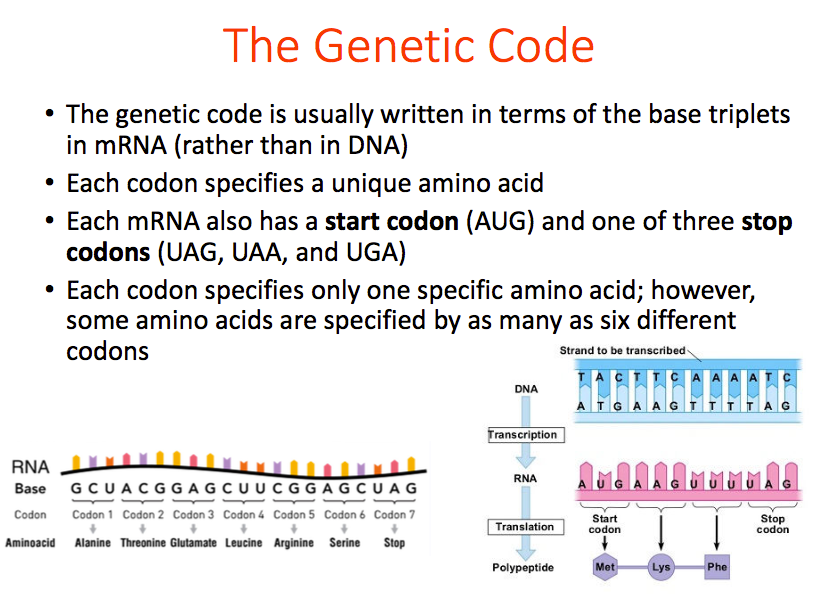 The Genetic Code
• The genetic code is usually written in terms of the base triplets
in mRNA (rather than in DNA)
• Each codon specifies a unique amino acid
• Each mRNA also has a start codon (AUG) and one of three stop
codons (UAG, UAA, and UGA)
• Each codon specifies only one specific amino acid; however,
some amino acids are specified by as many as six different
codons
RNA
Base G C U A C G G A G C U U C G G A G C U A G
Codon Codon 1 Codon 2 Codon 3 Codon 4 Codon 5 Codon 6 Codon 7
Aminoacid Alanine Threonine Glutamate Leucine Arginine Serine Stop
Strand to be transcribed
T A C T T C A A A A T C
DNA
A T G A A G T T T T A G
Transcription
RNA
A U G A A G U U U U A G
Translation
Start
codon
Stop
codon
Polypeptide
Met Lys Phe